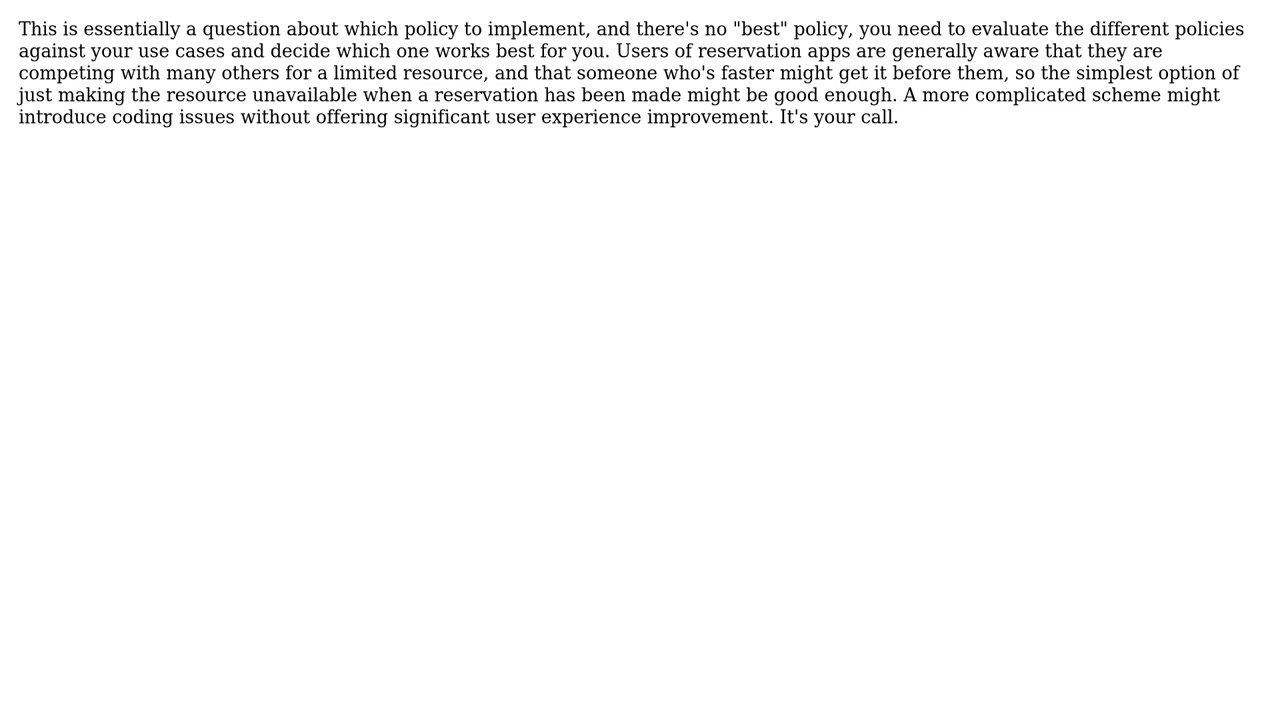 This is essentially a question about which policy to implement, and there's no "best" policy, you need to evaluate the different policies
against your use cases and decide which one works best for you. Users of reservation apps are generally aware that they are
competing with many others for a limited resource, and that someone who's faster might get it before them, so the simplest option of
just making the resource unavailable when a reservation has been made might be good enough. A more complicated scheme might
introduce coding issues without offering significant user experience improvement. It's your call.